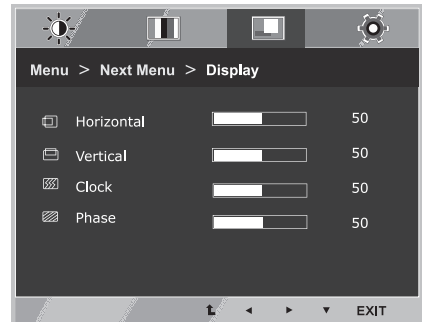 Menu > Next Menu > Display
Horizontal 50
Vertical 50
Clock 50
Phase 50
EXIT